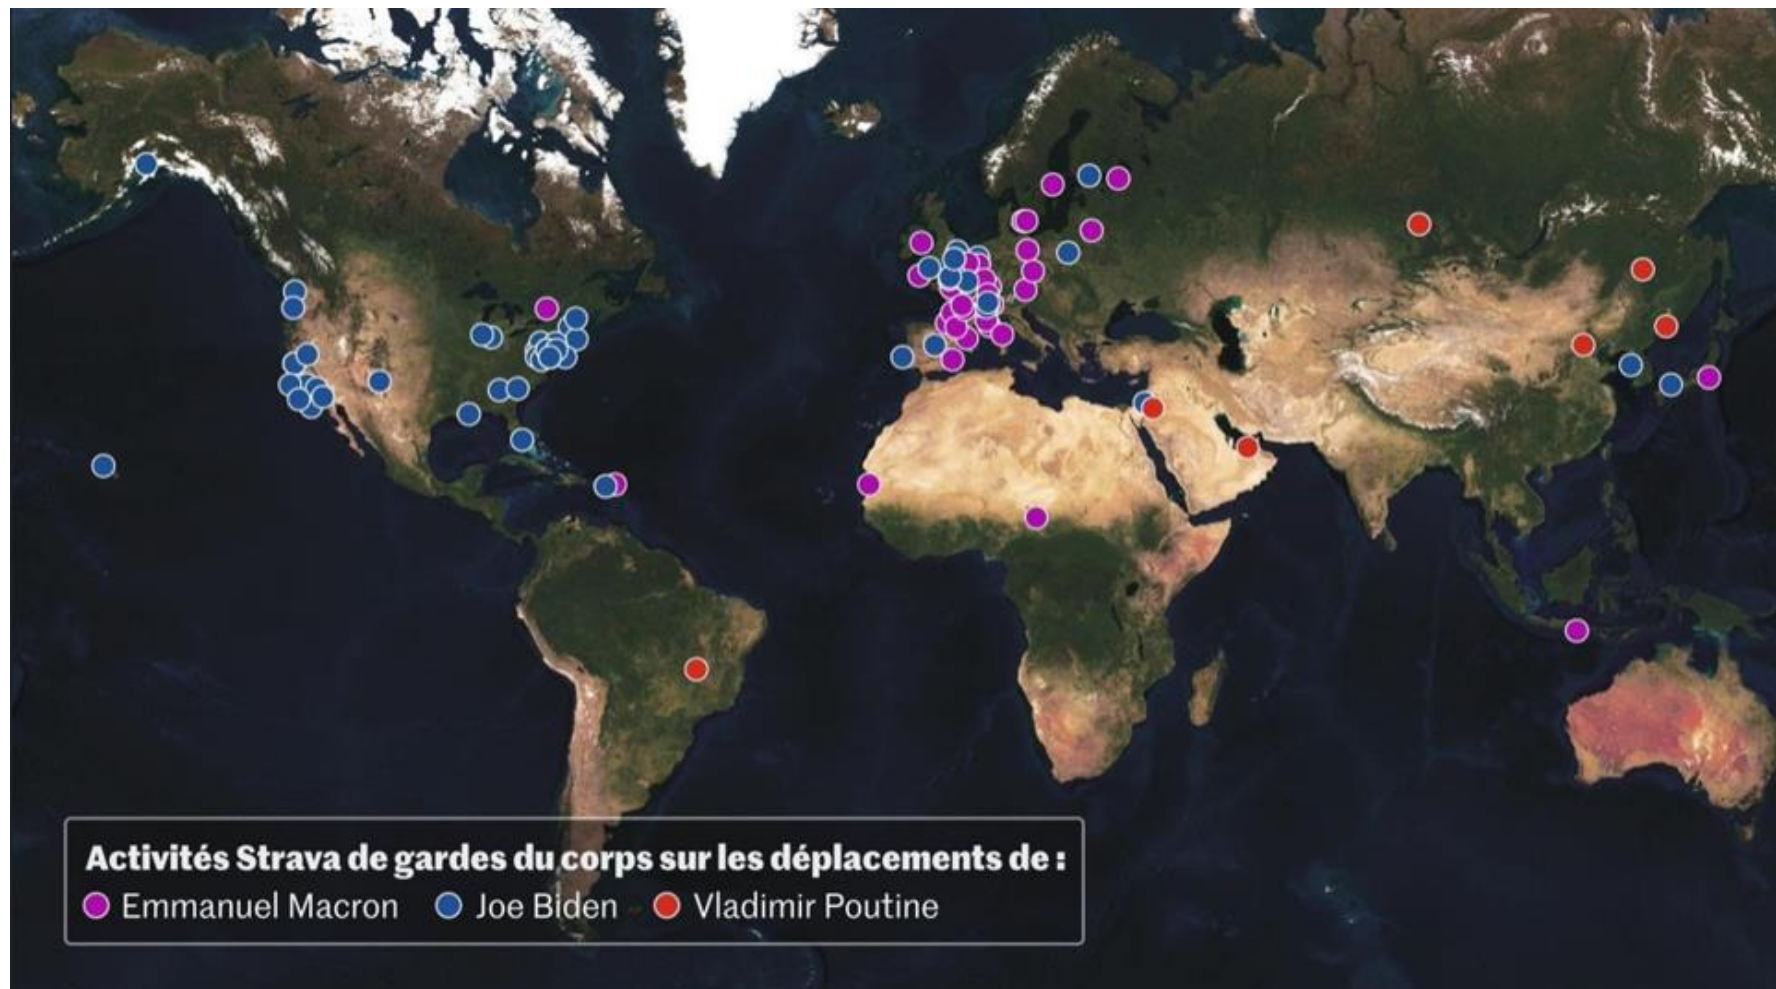 Activités Strava de gardes du corps sur les déplacements de :
Emmanuel Macron Joe Biden Vladimir Poutine